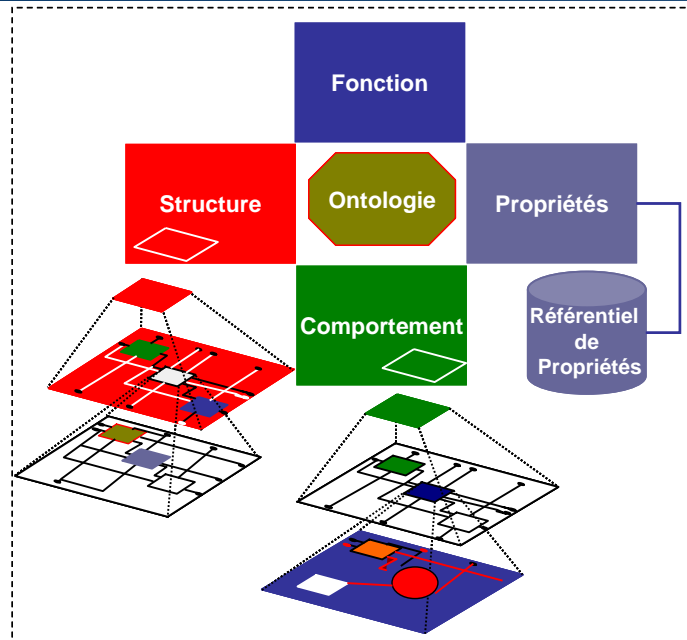 Fonction
Structure
Ontologie
Propriétés
Comportement
Référentiel
de
Propriétés